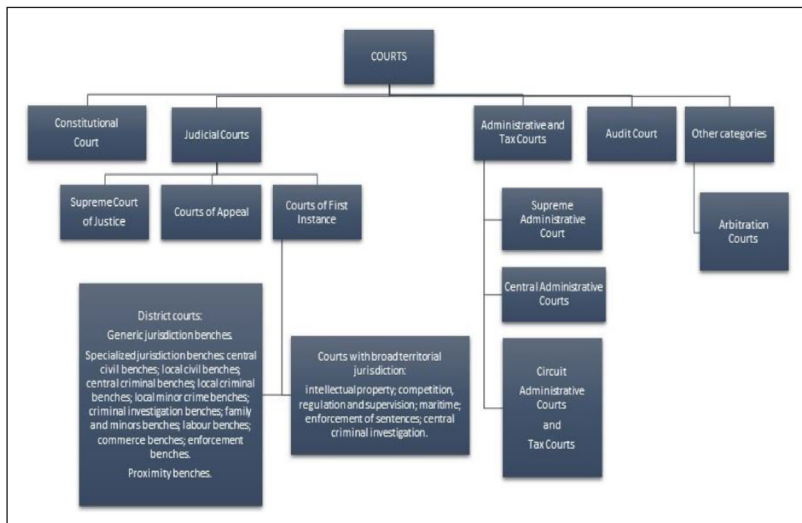 COURTS
Constitutional
Court
Judicial Courts
Administrative and
Tax Courts
Audit Court
Other categories
Supreme Court
of Justice
Courts of Appeal
Courts of First
Instance
Supreme
Administrative
Court
Arbitration
Courts
Central Administrative
Courts
District courts:
Generic jurisdiction benches.
Specialized jurisdiction benches: central
civil benches; local civil benches;
central criminal benches; local criminal
benches; local minor crime benches;
criminal investigation benches; family
and minors benches; labour benches;
commerce benches; enforcement
benches.
Proximity benches.
Courts with broad territorial
jurisdiction:
intellectual property; competition,
regulation and supervision; maritime;
enforcement of sentences; central
criminal investigation.
Circuit
Administrative
Courts
and
Tax Courts